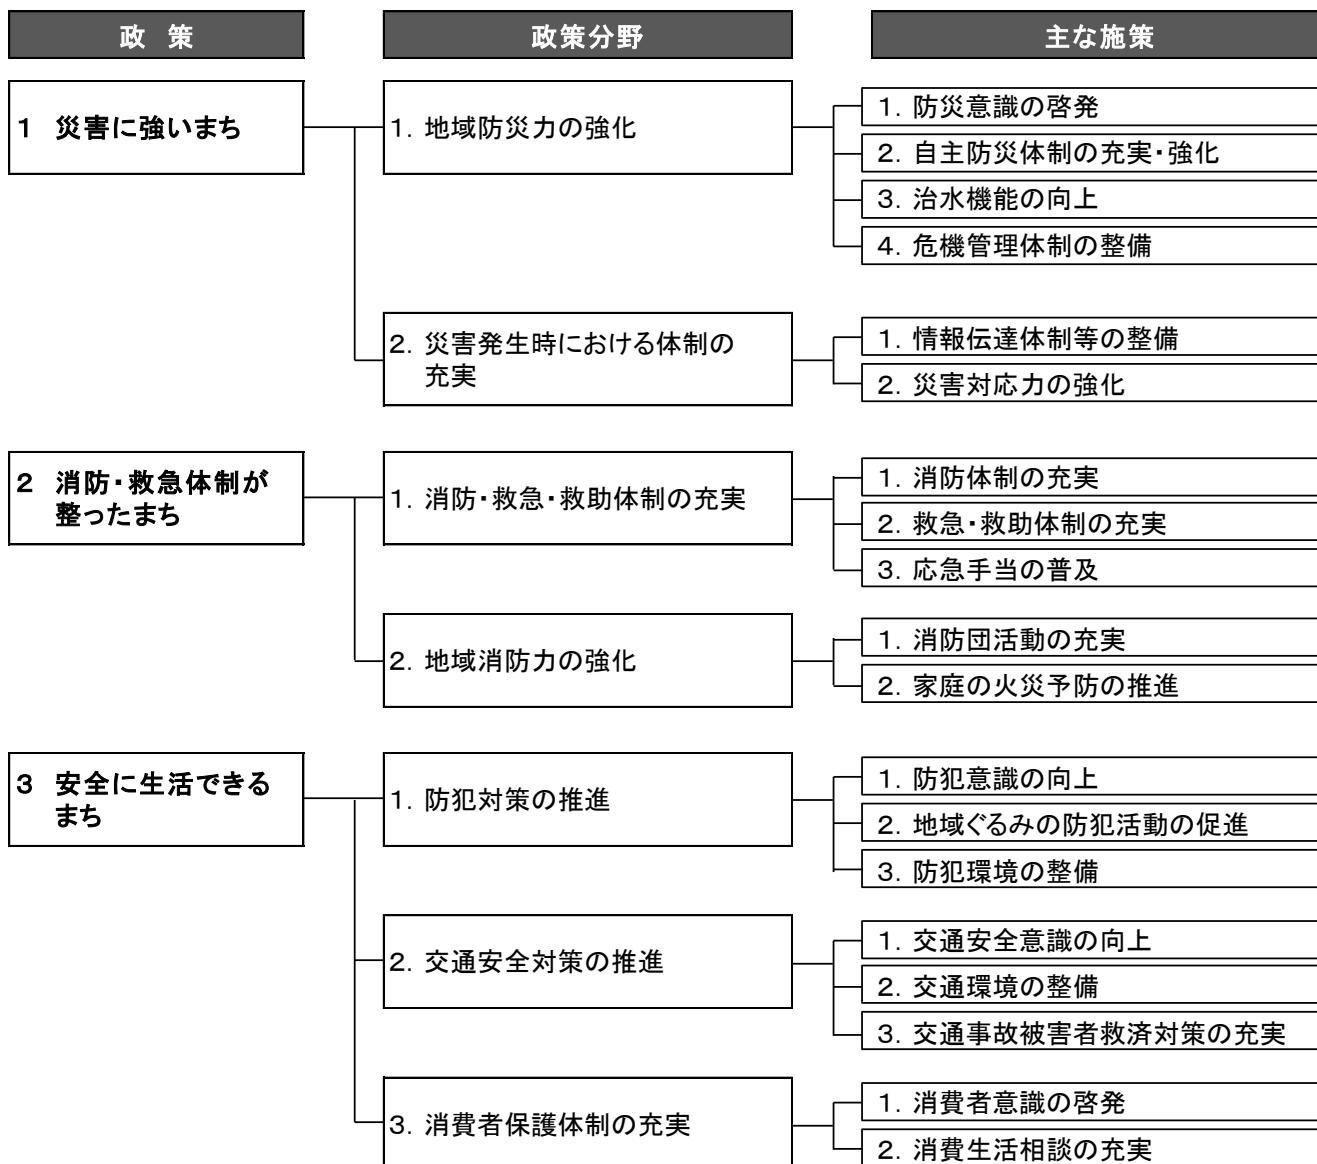 政 策
政策分野
主な施策
1 災害に強いまち
1. 地域防災力の強化
1. 防災意識の啓発
2. 自主防災体制の充実・強化
3. 治水機能の向上
4. 危機管理体制の整備
2. 災害発生時における体制の
充実
1. 情報伝達体制等の整備
2. 災害対応力の強化
2 消防・救急体制が
整ったまち
1. 消防・救急・救助体制の充実
1. 消防体制の充実
2. 救急・救助体制の充実
3. 応急手当の普及
2. 地域消防力の強化
1. 消防団活動の充実
2. 家庭の火災予防の推進
3 安全に生活できる
まち
1. 防犯対策の推進
1. 防犯意識の向上
2. 地域ぐるみの防犯活動の促進
3. 防犯環境の整備
2. 交通安全対策の推進
1. 交通安全意識の向上
2. 交通環境の整備
3. 交通事故被害者救済対策の充実
3. 消費者保護体制の充実
1. 消費者意識の啓発
2. 消費生活相談の充実